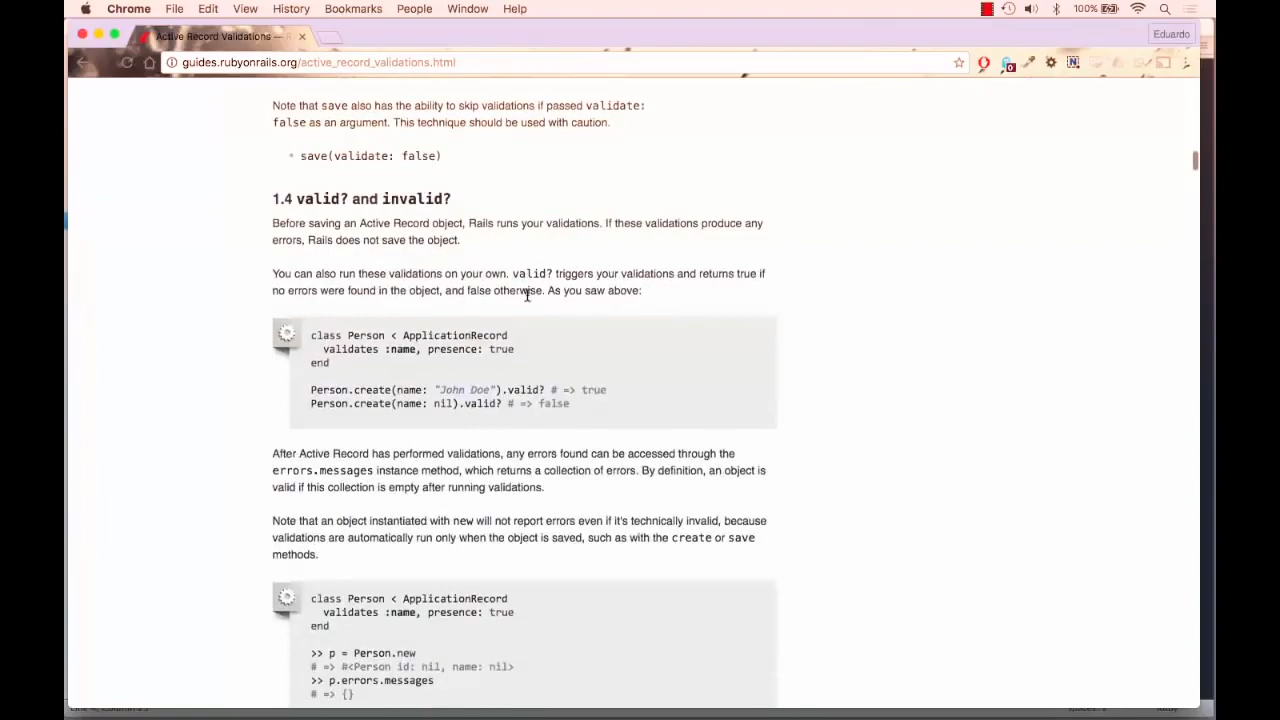 Chrome File Edit View History Bookmarks People Window Help 100%
Active Record Validations — R
Eduardo
guides.rubyonrails.org/active_record_validations.html
Note that save also has the ability to skip validations if passed validate:
false as an argument. This technique should be used with caution.
• save(validate: false)
1.4 valid? and invalid?
Before saving an Active Record object, Rails runs your validations. If these validations produce any
errors, Rails does not save the object.
You can also run these validations on your own. valid? triggers your validations and returns true if
no errors were found in the object, and false otherwise. As you saw above:
class Person < ApplicationRecord
validates :name, presence: true
end
Person.create(name: "John Doe").valid? # => true
Person.create(name: nil).valid? # => false
After Active Record has performed validations, any errors found can be accessed through the
errors.messages instance method, which returns a collection of errors. By definition, an object is
valid if this collection is empty after running validations.
Note that an object instantiated with new will not report errors even if it's technically invalid, because
validations are automatically run only when the object is saved, such as with the create or save
methods.
class Person < ApplicationRecord
validates :name, presence: true
end
>> p = Person.new
# => #<Person id: nil, name: nil>
>> p.errors.messages
# => {}